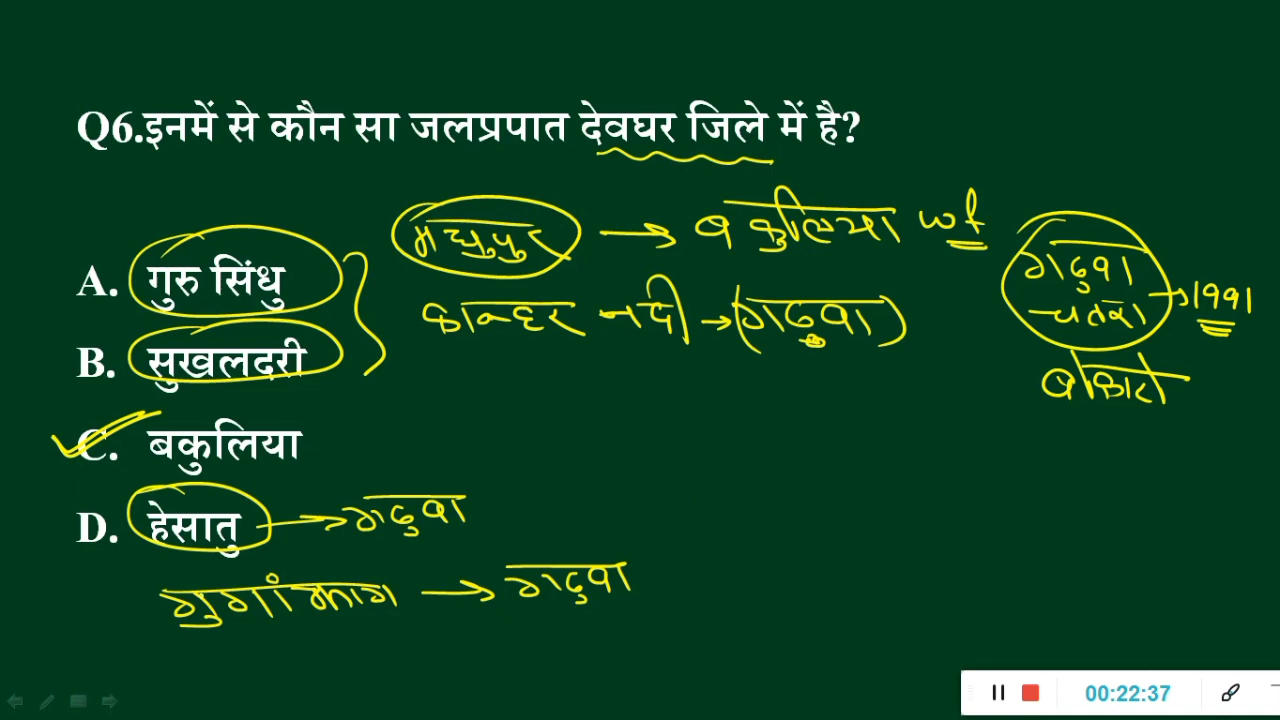 Q6.इनमें से कौन सा जलप्रपात देवघर जिले में है?
मधुपुर → बकुलिया wf
A. गुरु सिंधु
गढुवा
चतरा → 1991
कान्हर नदी → (गढुवा)
B. सुखलदरी
बोकारो
C. बकुलिया
D. हेसातु → गढुवा
→ गढुवा
00:22:37